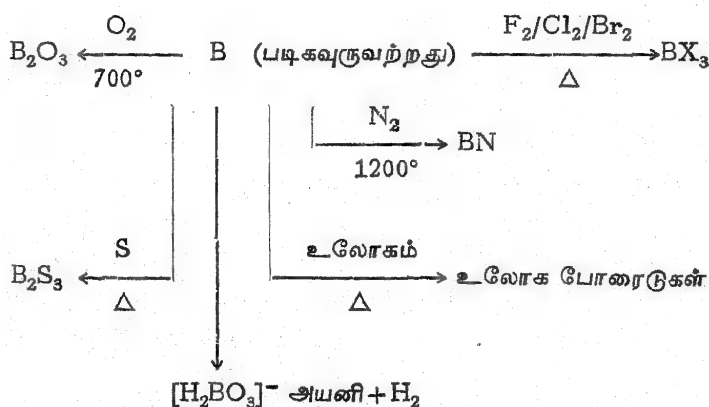 O₂ F₂/Cl₂/Br₂
B₂O₃ B (படிகவுருவற்றது) BX₃
700° △
N₂
BN
1200°
S உலோகம்
B₂S₃ உலோக போரைடுகள்
△ △
[H₂BO₃]⁻ அயனி + H₂